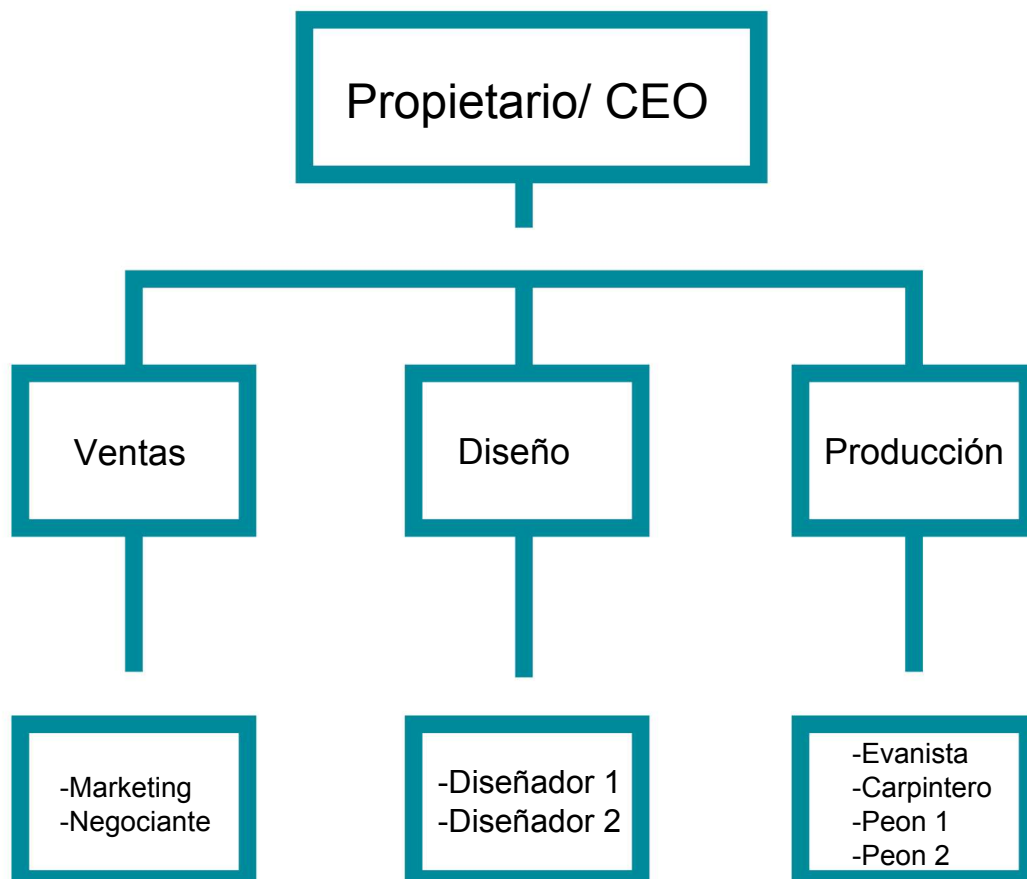 Propietario/ CEO
Ventas
Diseño
Producción
-Marketing
-Negociante
-Diseñador 1
-Diseñador 2
-Evanista
-Carpintero
-Peon 1
-Peon 2